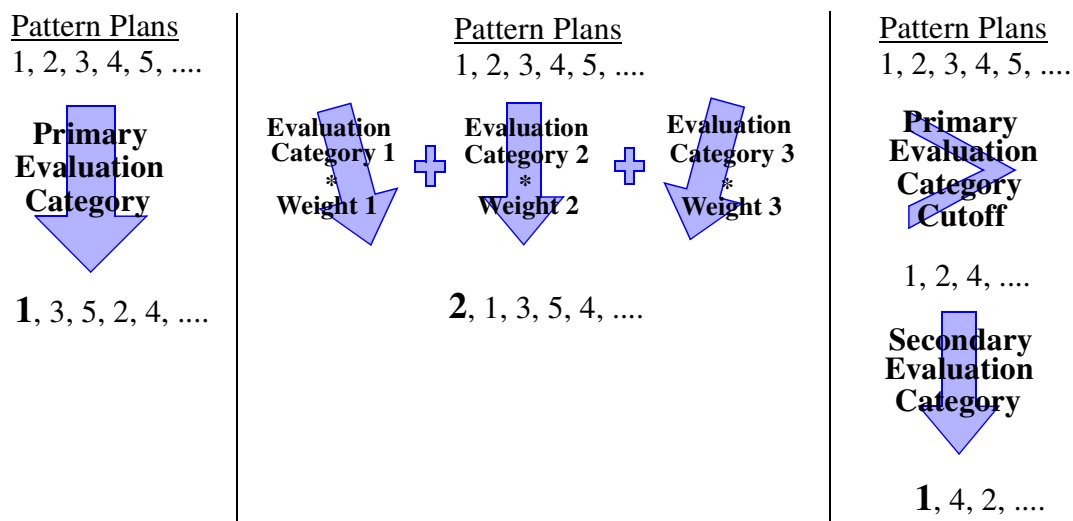 Pattern Plans
1, 2, 3, 4, 5, ....
Primary
Evaluation
Category
1, 3, 5, 2, 4, ....
Pattern Plans
1, 2, 3, 4, 5, ....
Evaluation
Category 1
*
Weight 1
Evaluation
Category 2
*
Weight 2
Evaluation
Category 3
*
Weight 3
2, 1, 3, 5, 4, ....
Pattern Plans
1, 2, 3, 4, 5, ....
Primary
Evaluation
Category
Cutoff
1, 2, 4, ....
Secondary
Evaluation
Category
1, 4, 2, ....